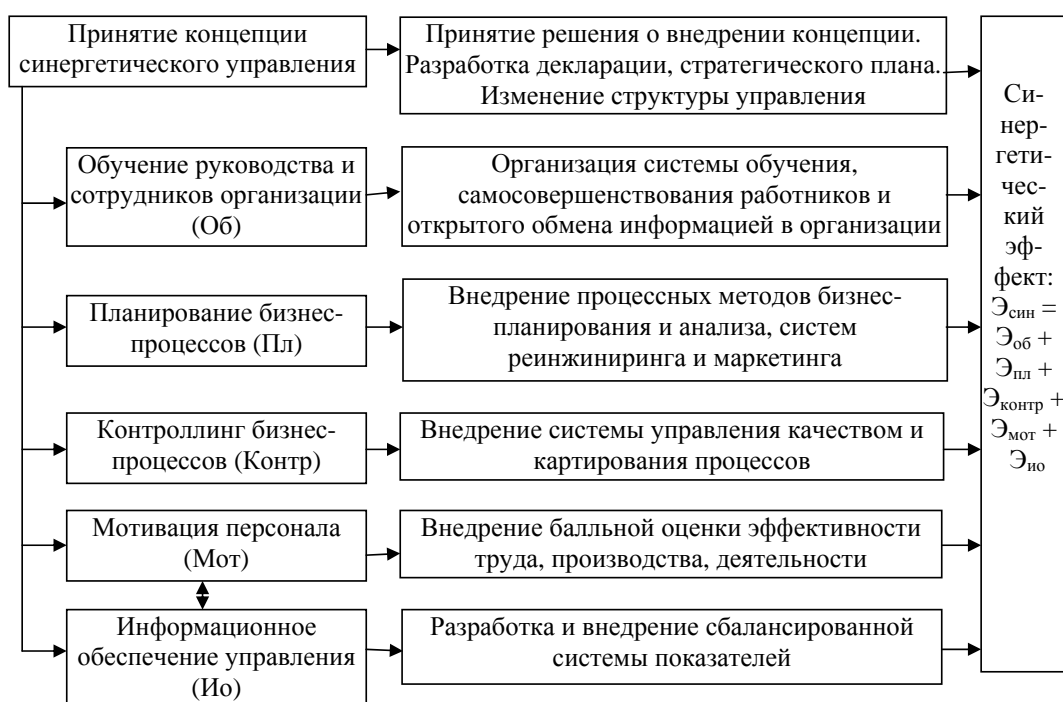 Принятие концепции
синергетического управления
Принятие решения о внедрении концепции.
Разработка декларации, стратегического плана.
Изменение структуры управления
Обучение руководства и
сотрудников организации
(Об)
Организация системы обучения,
самосовершенствования работников и
открытого обмена информацией в организации
Планирование бизнес-
процессов (Пл)
Внедрение процессных методов бизнес-
планирования и анализа, систем
реинжиниринга и маркетинга
Контроллинг бизнес-
процессов (Контр)
Внедрение системы управления качеством и
картирования процессов
Мотивация персонала
(Мот)
Внедрение балльной оценки эффективности
труда, производства, деятельности
Информационное
обеспечение управления
(Ио)
Разработка и внедрение сбалансированной
системы показателей
Си-
нер-
гети-
чес-
кий
эф-
фект:
Эсин =
Эоб +
Эпл +
Эконтр +
Эмот +
Эио